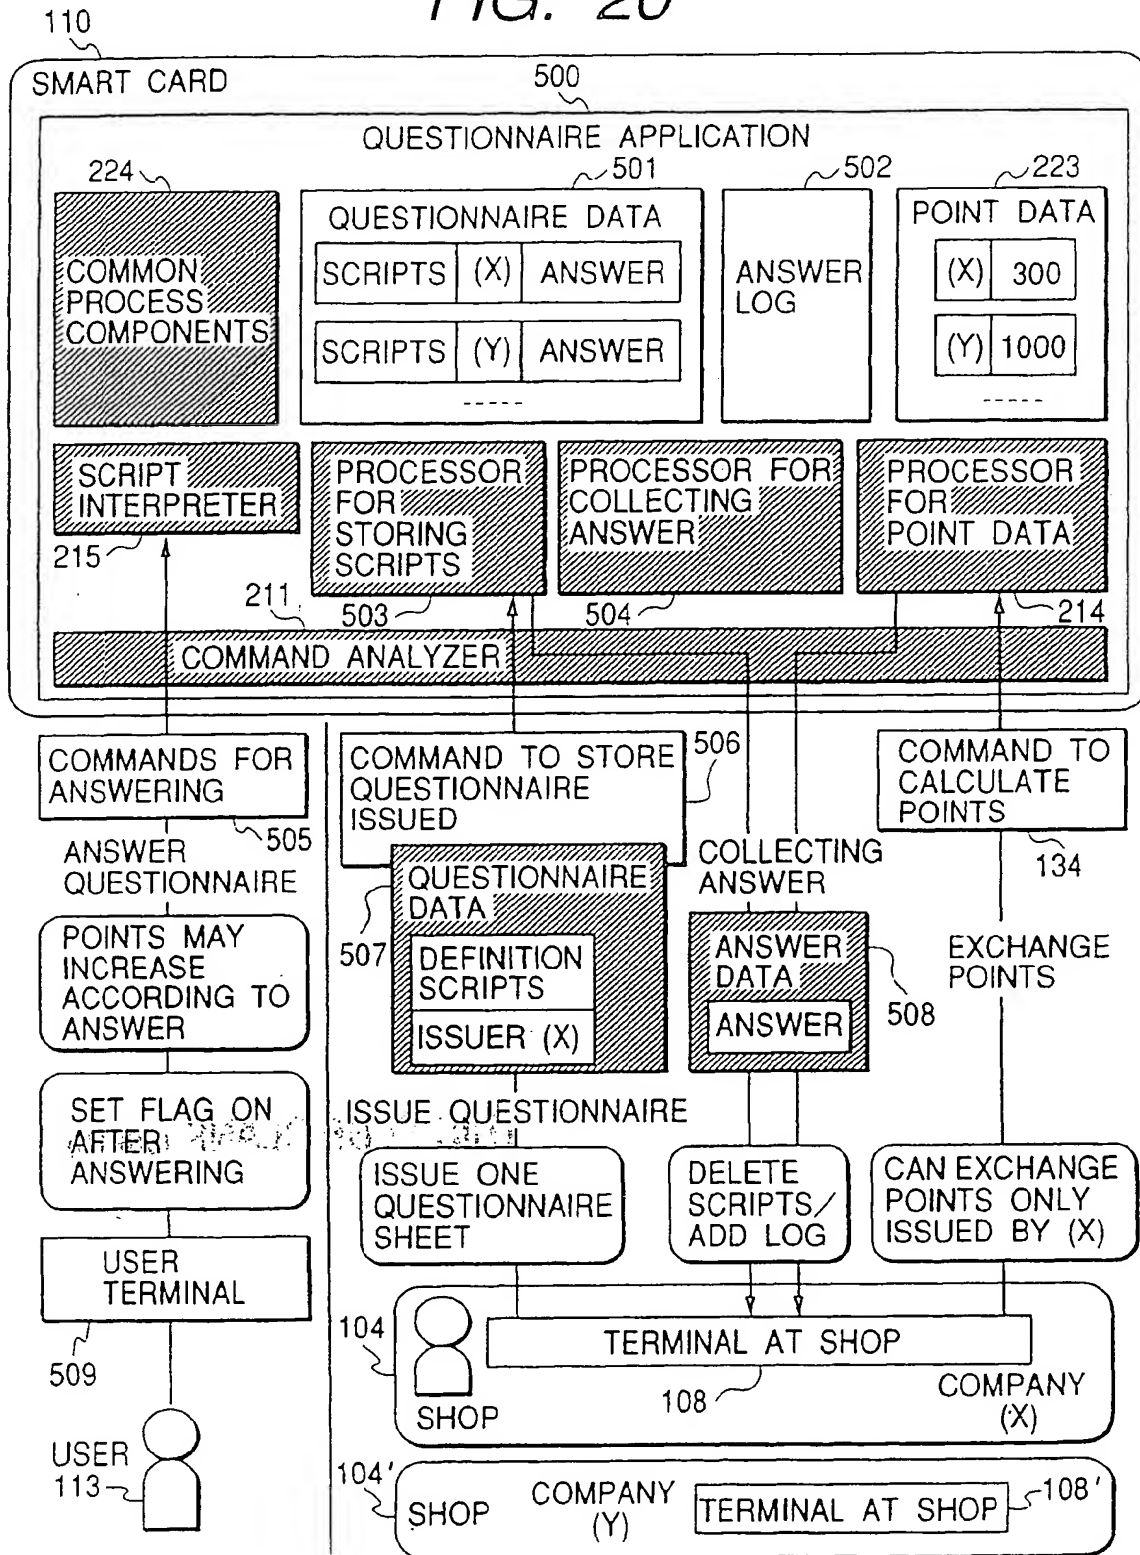 FIG. 20
110
SMART CARD
500
QUESTIONNAIRE APPLICATION
224
501
502
223
COMMON
PROCESS
COMPONENTS
QUESTIONNAIRE DATA
SCRIPTS (X) ANSWER
SCRIPTS (Y) ANSWER
-----
ANSWER
LOG
POINT DATA
(X) 300
(Y) 1000
-----
SCRIPT
INTERPRETER
215
PROCESSOR
FOR
STORING
SCRIPTS
503
PROCESSOR FOR
COLLECTING
ANSWER
504
PROCESSOR
FOR
POINT DATA
214
211
COMMAND ANALYZER
COMMANDS FOR
ANSWERING
505
ANSWER
QUESTIONNAIRE
POINTS MAY
INCREASE
ACCORDING TO
ANSWER
SET FLAG ON
AFTER
ANSWERING
USER
TERMINAL
509
USER
113
COMMAND TO STORE
QUESTIONNAIRE
ISSUED
506
QUESTIONNAIRE
DATA
507
DEFINITION
SCRIPTS
ISSUER (X)
ISSUE QUESTIONNAIRE
ISSUE ONE
QUESTIONNAIRE
SHEET
COLLECTING
ANSWER
ANSWER
DATA
ANSWER
508
DELETE
SCRIPTS/
ADD LOG
COMMAND TO
CALCULATE
POINTS
134
EXCHANGE
POINTS
CAN EXCHANGE
POINTS ONLY
ISSUED BY (X)
104
TERMINAL AT SHOP
108
SHOP
COMPANY
(X)
104'
SHOP
COMPANY
(Y)
TERMINAL AT SHOP
108'